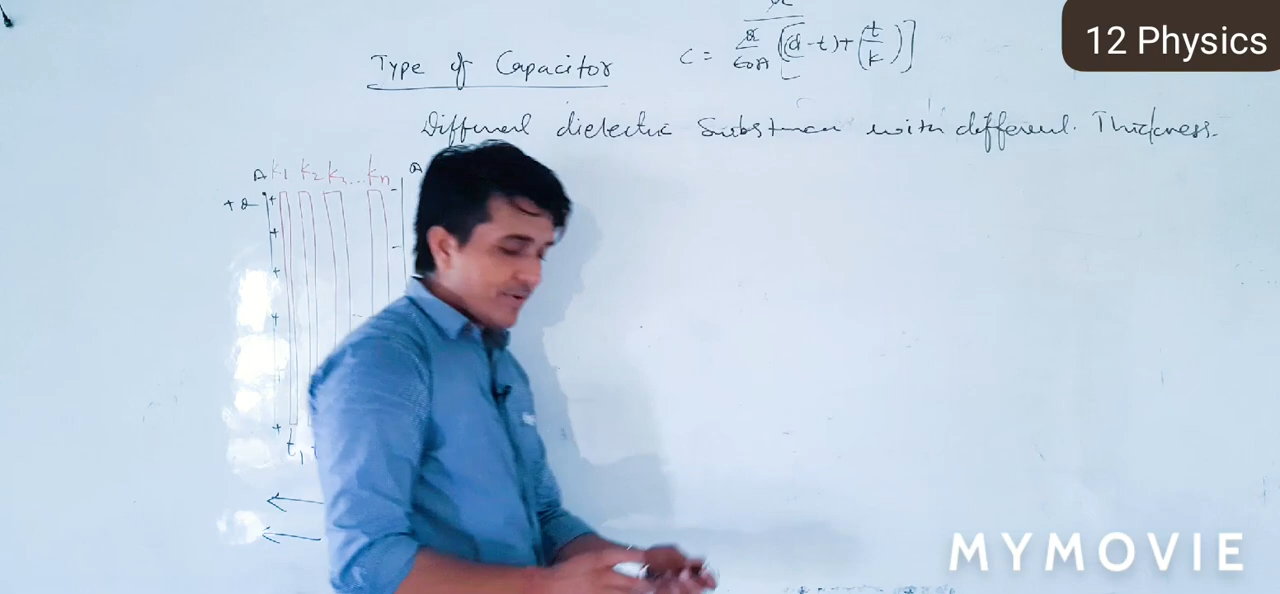 12 Physics
Type of Capacitor
C = Q / Q/ε0A [(d-t)+(t/k)]
Different dielectric Substance with different Thickness.
A K1 K2 K3 ... Kn
+Q + -
+ -
+
+
+
t1
MYMOVIE